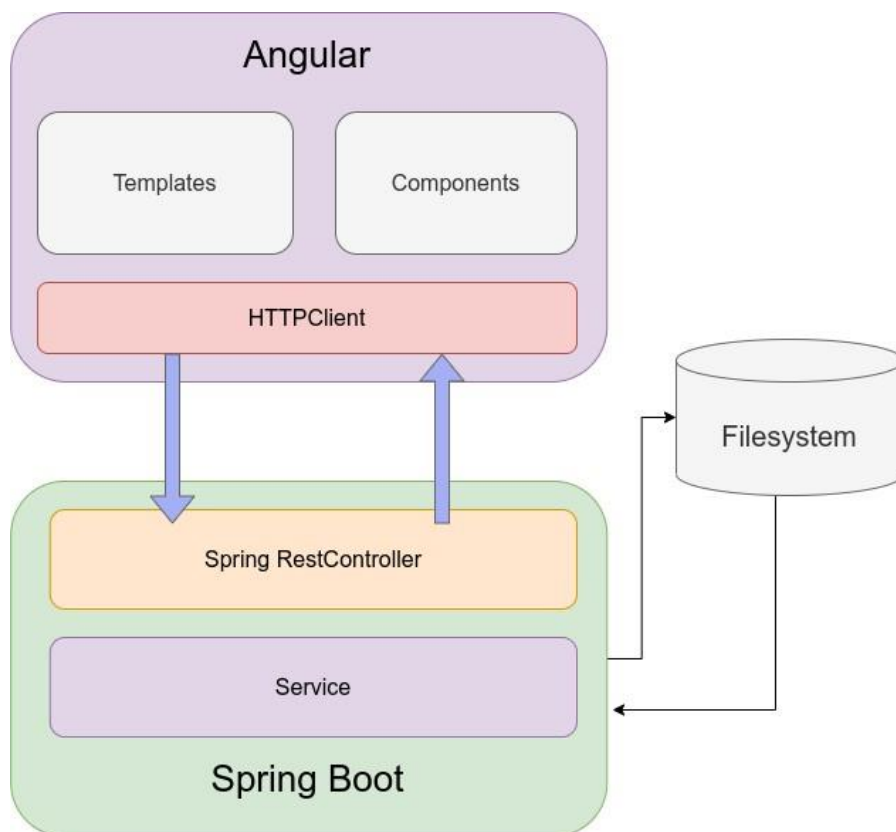 Angular
Templates
Components
HTTPClient
Filesystem
Spring RestController
Service
Spring Boot